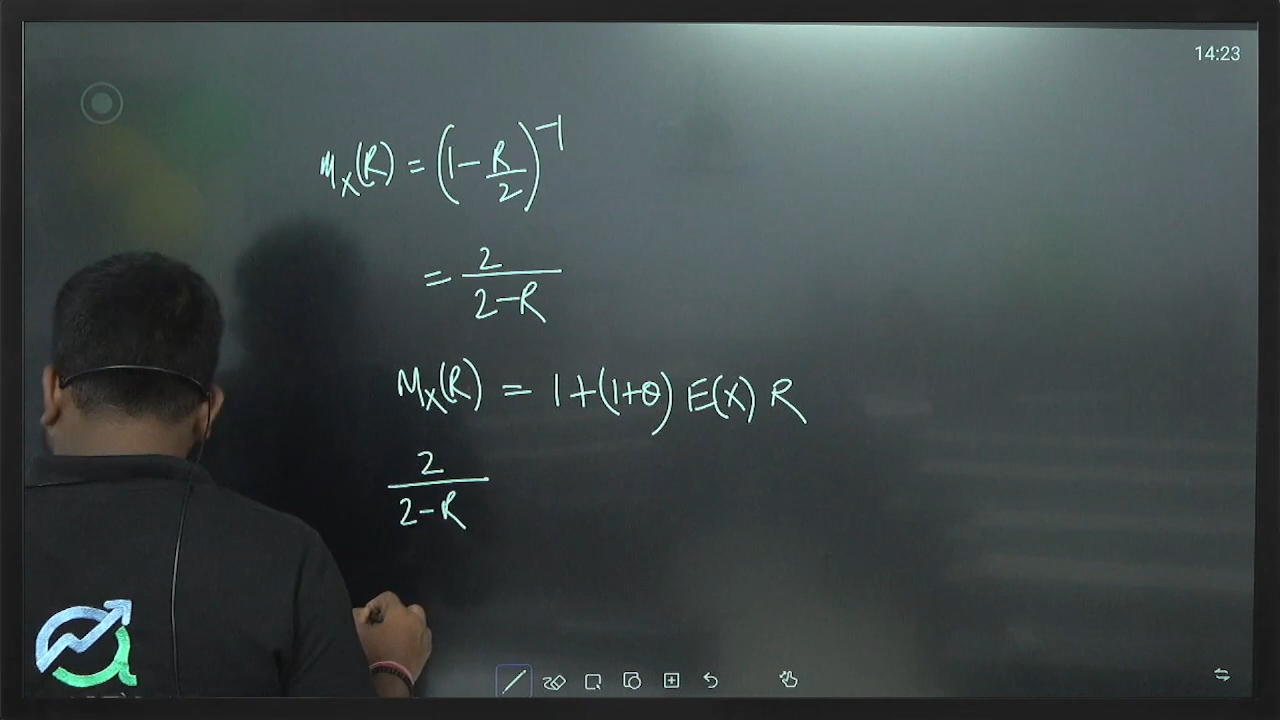 14:23
M_X(R) = (1 - R/2)^-1
= 2/(2-R)
M_X(R) = 1+(1+θ) E(X) R
2/(2-R)